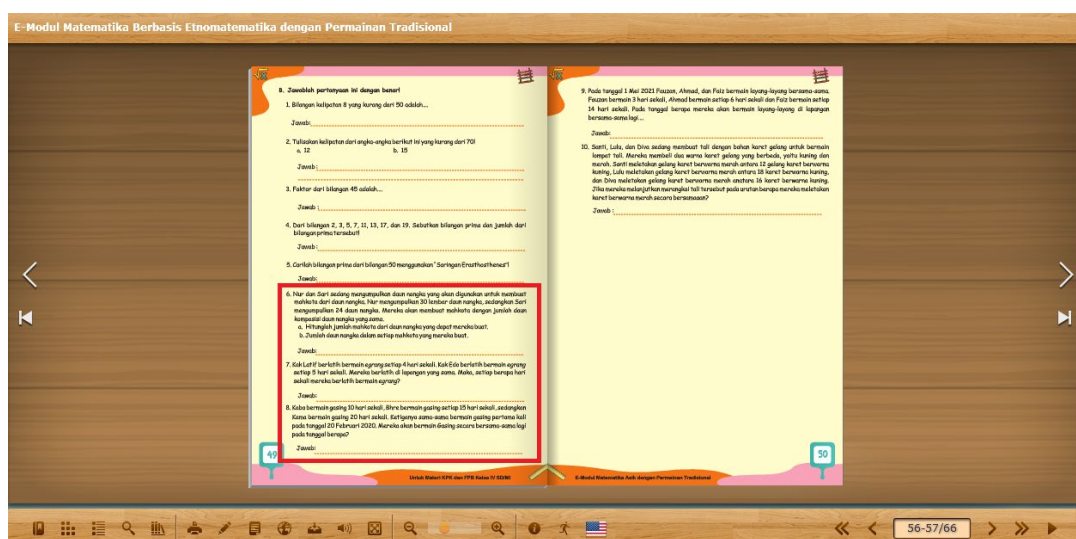 E-Modul Matematika Berbasis Etnomatematika dengan Permainan Tradisional
B. Jawablah pertanyaan ini dengan benar!
1. Bilangan kelipatan 8 yang kurang dari 50 adalah....
Jawab:
2. Tuliskan kelipatan dari angka-angka berikut ini yang kurang dari 70!
a. 12 b. 15
Jawab :
3. Faktor dari bilangan 45 adalah....
Jawab :
4. Dari bilangan 2, 3, 5, 7, 11, 13, 17, dan 19. Sebutkan bilangan prima dan jumlah dari
bilangan prima tersebut!
Jawab :
5. Carilah bilangan prima dari bilangan 50 menggunakan "Saringan Erasthosthenes"!
Jawab:
6. Nur dan Sari sedang mengumpulkan daun nangka yang akan digunakan untuk membuat
mahkota dari daun nangka. Nur mengumpulkan 30 lembar daun nangka, sedangkan Sari
mengumpulkan 24 daun nangka. Mereka akan membuat mahkota dengan jumlah daun
komposisi daun nangka yang sama.
a. Hitunglah jumlah mahkota dari daun nangka yang dapat mereka buat.
b. Jumlah daun nangka dalam setiap mahkota yang mereka buat.
Jawab:
7. Kak Latif berlatih bermain egrang setiap 4 hari sekali. Kak Edo berlatih bermain egrang
setiap 5 hari sekali. Mereka berlatih di lapangan yang sama. Maka, setiap berapa hari
sekali mereka berlatih bermain egrang?
Jawab:
8. Kaba bermain gasing 10 hari sekali, Bhre bermain gasing setiap 15 hari sekali, sedangkan
Kama bermain gasing 20 hari sekali. Ketiganya sama-sama bermain gasing pertama kali
pada tanggal 20 Februari 2020. Mereka akan bermain Gasing secara bersama-sama lagi
pada tanggal berapa?
Jawab:
49
Untuk Materi KPK dan FPB Kelas IV SD/MI
9. Pada tanggal 1 Mei 2021 Fauzan, Ahmad, dan Faiz bermain layang-layang bersama-sama.
Fauzan bermain 3 hari sekali, Ahmad bermain setiap 6 hari sekali dan Faiz bermain setiap
14 hari sekali. Pada tanggal berapa mereka akan bermain layang-layang di lapangan
bersama-sama lagi ...
Jawab:
10. Santi, Lulu, dan Diva sedang membuat tali dengan bahan karet gelang untuk bermain
lompat tali. Mereka membeli dua warna karet gelang yang berbeda, yaitu kuning dan
merah. Santi meletakan gelang karet berwarna merah antara 12 gelang karet berwarna
kuning, Lulu meletakan gelang karet berwarna merah antara 18 karet berwarna kuning,
dan Diva meletakan gelang karet berwarna merah anatara 16 karet berwarna kuning.
Jika mereka melanjutkan merangkai tali tersebut pada urutan berapa mereka meletakan
karet berwarna merah secara bersamaan?
Jawab :
50
E-Modul Matematika Asik dengan Permainan Tradisional
56-57/66